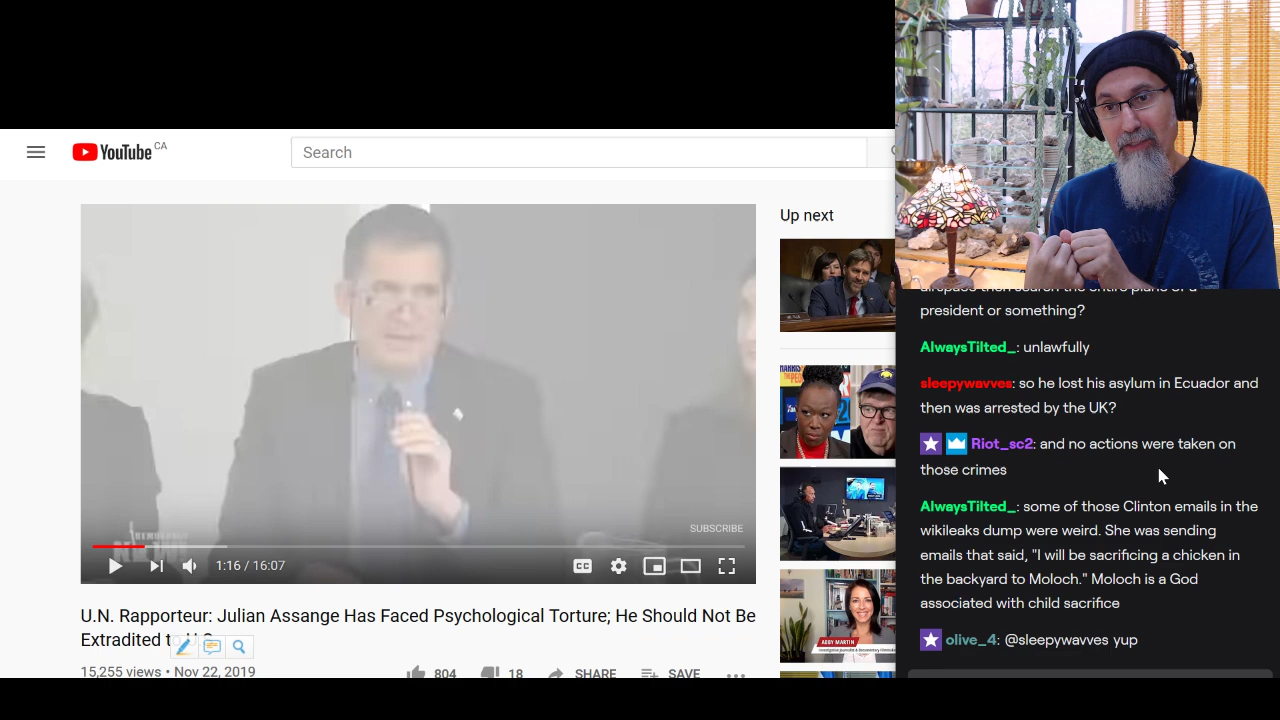 YouTube CA
Search
Up next
SUBSCRIBE
CC
1:16 / 16:07
U.N. Rapporteur: Julian Assange Has Faced Psychological Torture; He Should Not Be
Extradited
15,255 views • Nov 22, 2019
804
18
SHARE
SAVE
ABBY MARTIN
president or something?
AlwaysTilted_: unlawfully
sleepywavves: so he lost his asylum in Ecuador and
then was arrested by the UK?
Riot_sc2: and no actions were taken on
those crimes
AlwaysTilted_: some of those Clinton emails in the
wikileaks dump were weird. She was sending
emails that said, "I will be sacrificing a chicken in
the backyard to Moloch." Moloch is a God
associated with child sacrifice
olive_4: @sleepywavves yup